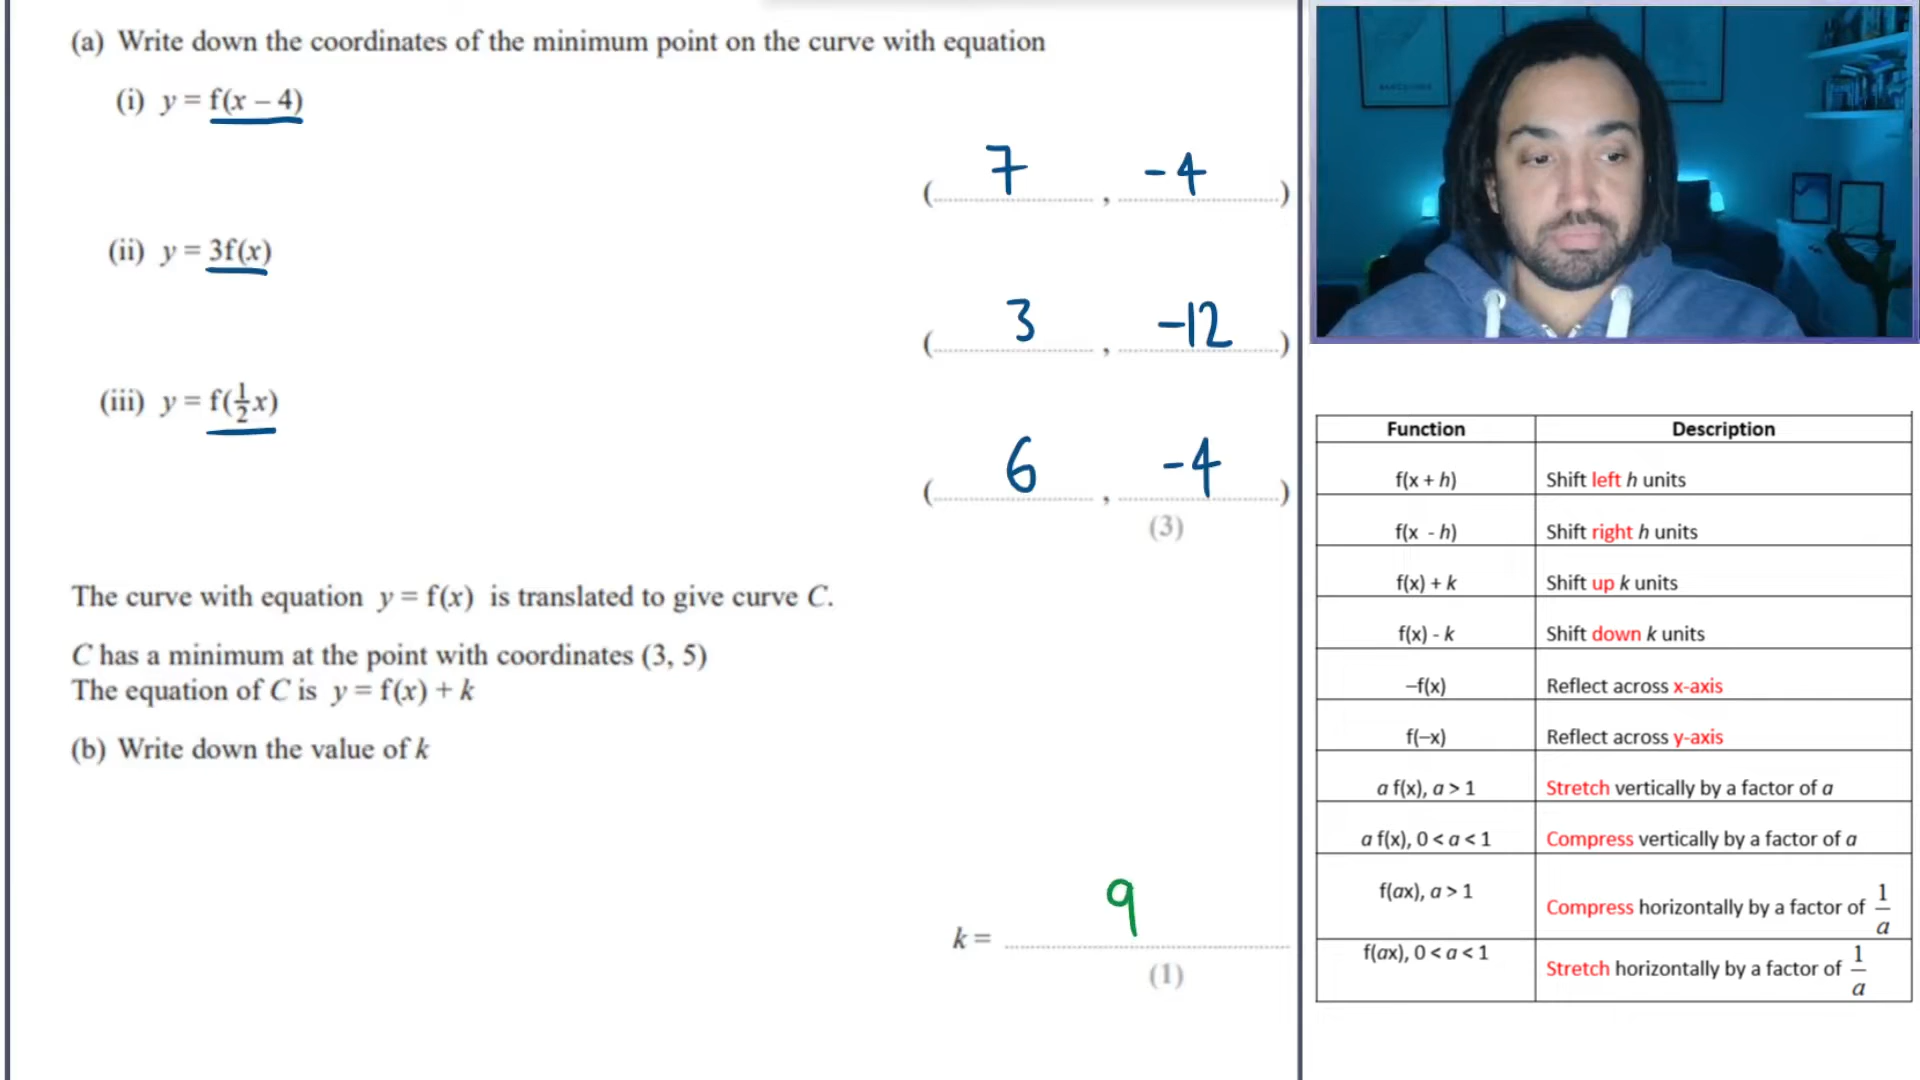 (a) Write down the coordinates of the minimum point on the curve with equation
(i) y = f(x – 4)
( 7 , -4 )
(ii) y = 3f(x)
( 3 , -12 )
(iii) y = f(½x)
( 6 , -4 )
(3)
The curve with equation y = f(x) is translated to give curve C.
C has a minimum at the point with coordinates (3, 5)
The equation of C is y = f(x) + k
(b) Write down the value of k
k = 9
(1)
Function Description
f(x + h) Shift left h units
f(x - h) Shift right h units
f(x) + k Shift up k units
f(x) - k Shift down k units
–f(x) Reflect across x-axis
f(–x) Reflect across y-axis
a f(x), a > 1 Stretch vertically by a factor of a
a f(x), 0 < a < 1 Compress vertically by a factor of a
f(ax), a > 1 Compress horizontally by a factor of 1/a
f(ax), 0 < a < 1 Stretch horizontally by a factor of 1/a